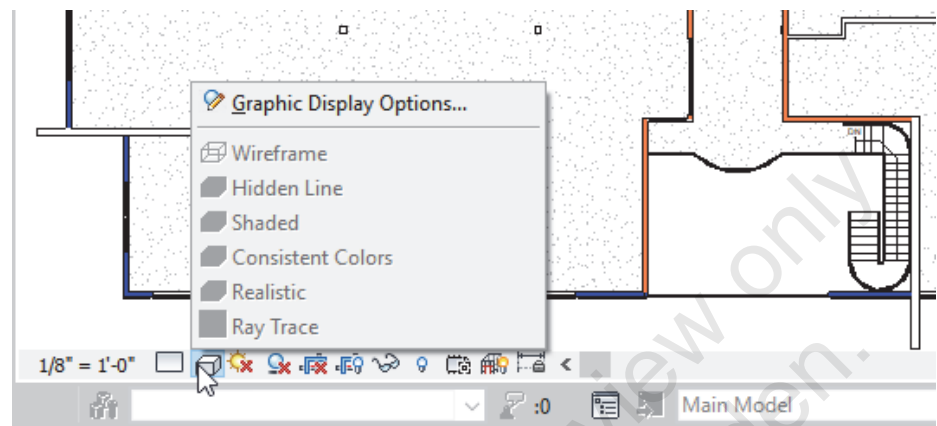 Graphic Display Options...
DN
Wireframe
Hidden Line
Shaded
Consistent Colors
Realistic
Ray Trace
1/8" = 1'-0"
:0
Main Model
only